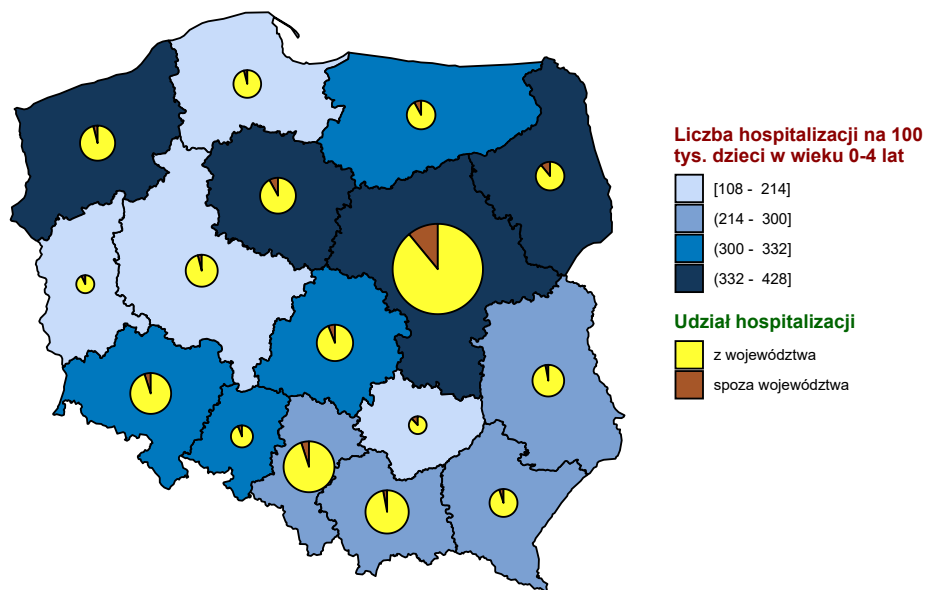 Liczba hospitalizacji na 100
tys. dzieci w wieku 0-4 lat
[108 - 214]
(214 - 300]
(300 - 332]
(332 - 428]
Udział hospitalizacji
z województwa
spoza województwa